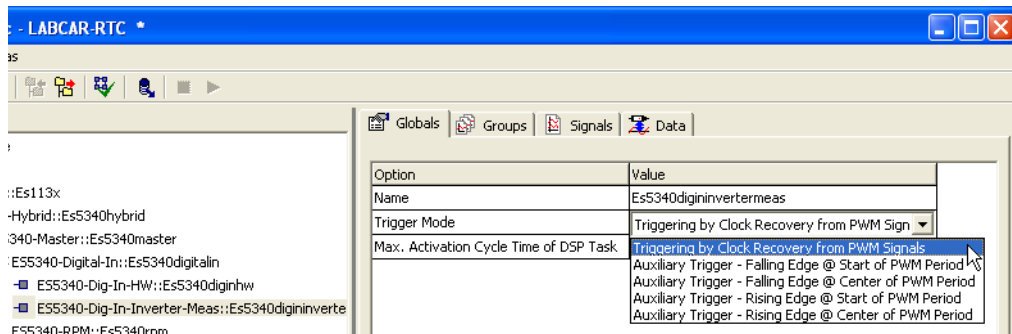 : - LABCAR-RTC *
as
Globals Groups Signals Data
Option Value
Name Es5340digininvertermeas
Trigger Mode Triggering by Clock Recovery from PWM Sign
Max. Activation Cycle Time of DSP Task
Triggering by Clock Recovery from PWM Signals
Auxiliary Trigger - Falling Edge @ Start of PWM Period
Auxiliary Trigger - Falling Edge @ Center of PWM Period
Auxiliary Trigger - Rising Edge @ Start of PWM Period
Auxiliary Trigger - Rising Edge @ Center of PWM Period
::Es113x
-Hybrid::Es5340hybrid
5340-Master::Es5340master
ES5340-Digital-In::Es5340digitalin
ES5340-Dig-In-HW::Es5340diginhw
ES5340-Dig-In-Inverter-Meas::Es5340digininverte
ES5340-RPM::Es5340rpm